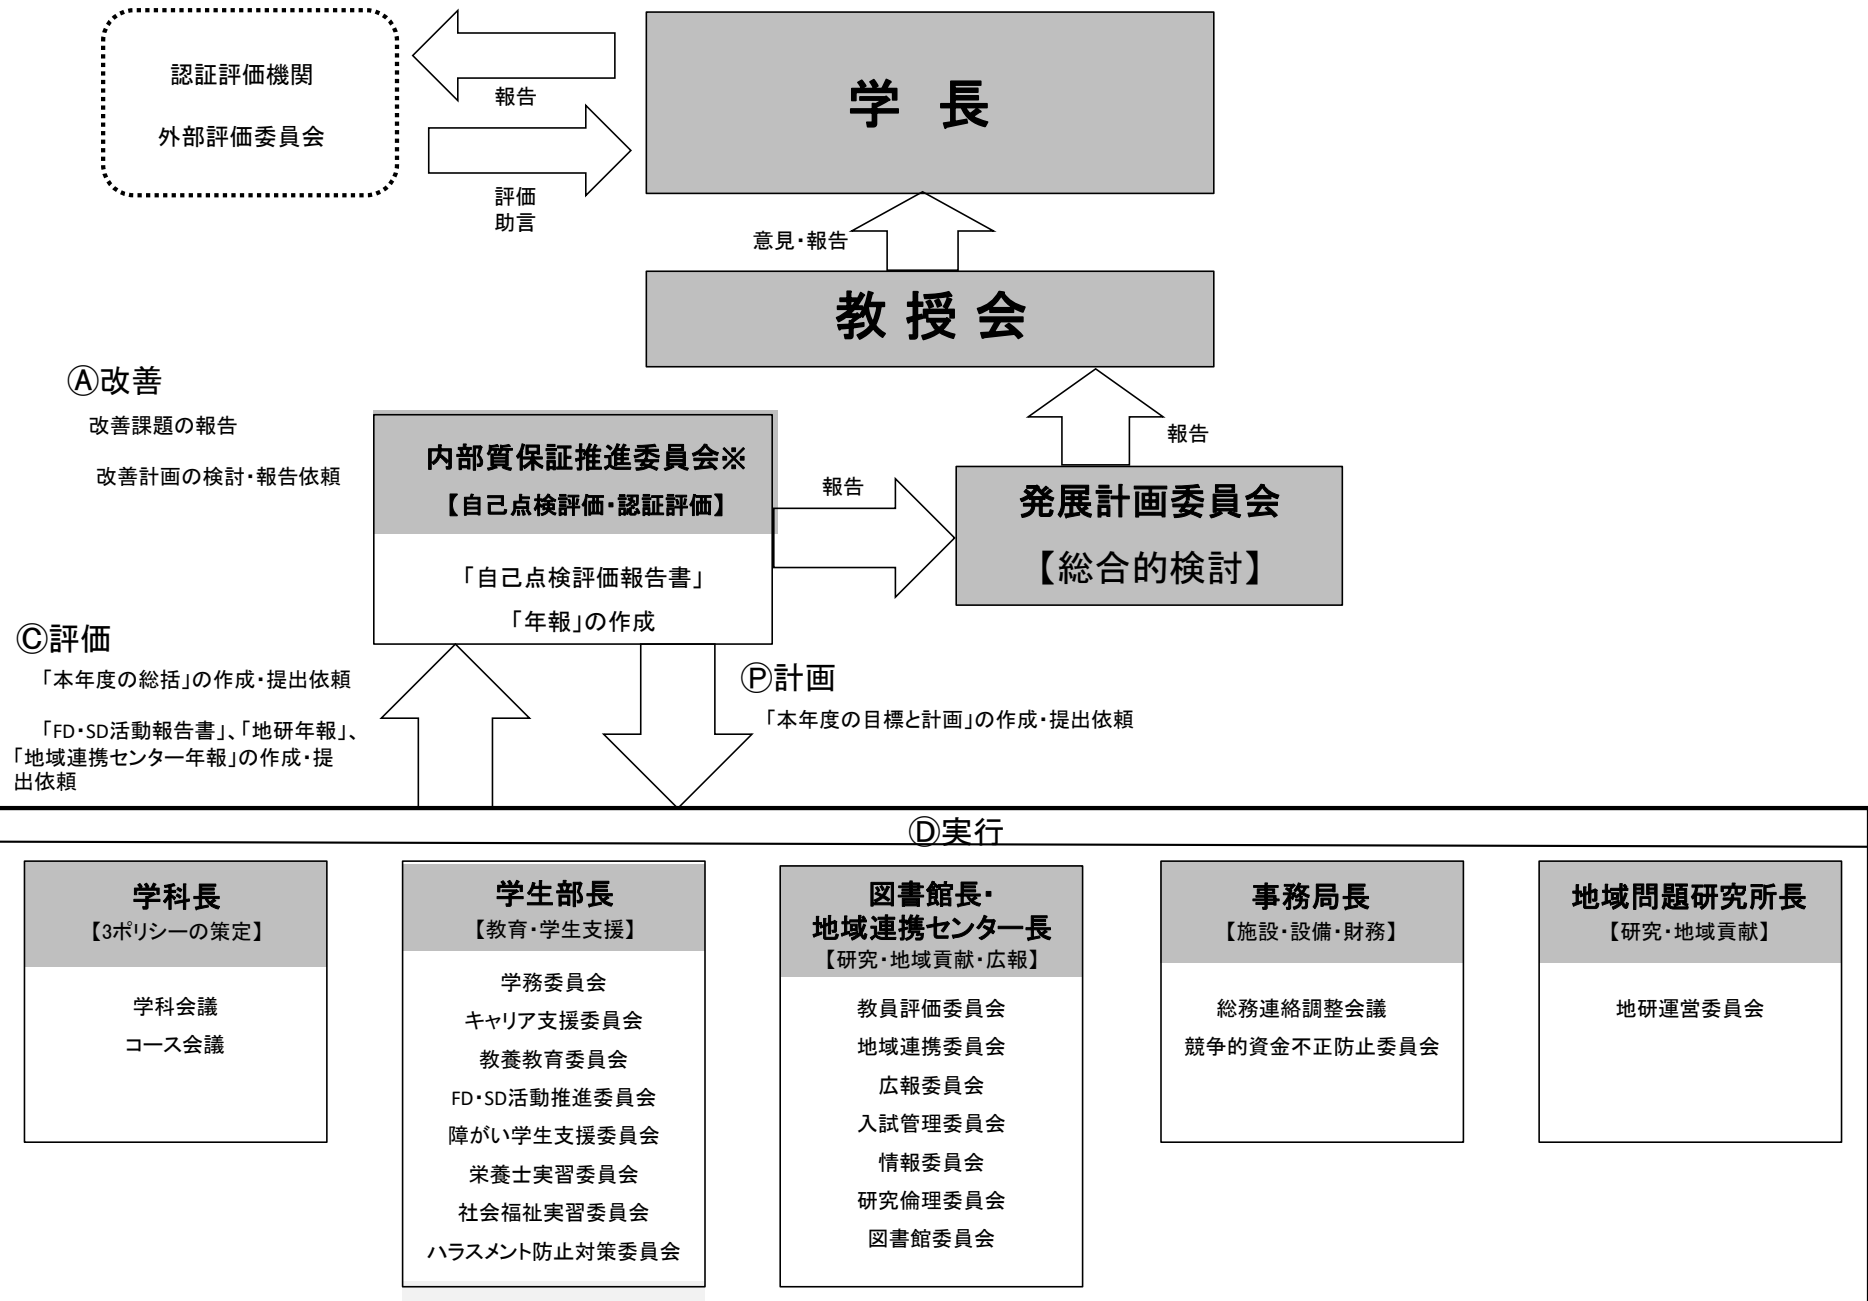 認証評価機関
外部評価委員会
報告
評価
助言
学 長
意見・報告
教 授 会
Ⓐ改善
改善課題の報告
改善計画の検討・報告依頼
内部質保証推進委員会※
【自己点検評価・認証評価】
「自己点検評価報告書」
「年報」の作成
報告
報告
発展計画委員会
【総合的検討】
Ⓒ評価
「本年度の総括」の作成・提出依頼
「FD・SD活動報告書」、「地研年報」、
「地域連携センター年報」の作成・提
出依頼
Ⓟ計画
「本年度の目標と計画」の作成・提出依頼
Ⓓ実行
学科長
【3ポリシーの策定】
学科会議
コース会議
学生部長
【教育・学生支援】
学務委員会
キャリア支援委員会
教養教育委員会
FD・SD活動推進委員会
障がい学生支援委員会
栄養士実習委員会
社会福祉実習委員会
ハラスメント防止対策委員会
図書館長・
地域連携センター長
【研究・地域貢献・広報】
教員評価委員会
地域連携委員会
広報委員会
入試管理委員会
情報委員会
研究倫理委員会
図書館委員会
事務局長
【施設・設備・財務】
総務連絡調整会議
競争的資金不正防止委員会
地域問題研究所長
【研究・地域貢献】
地研運営委員会